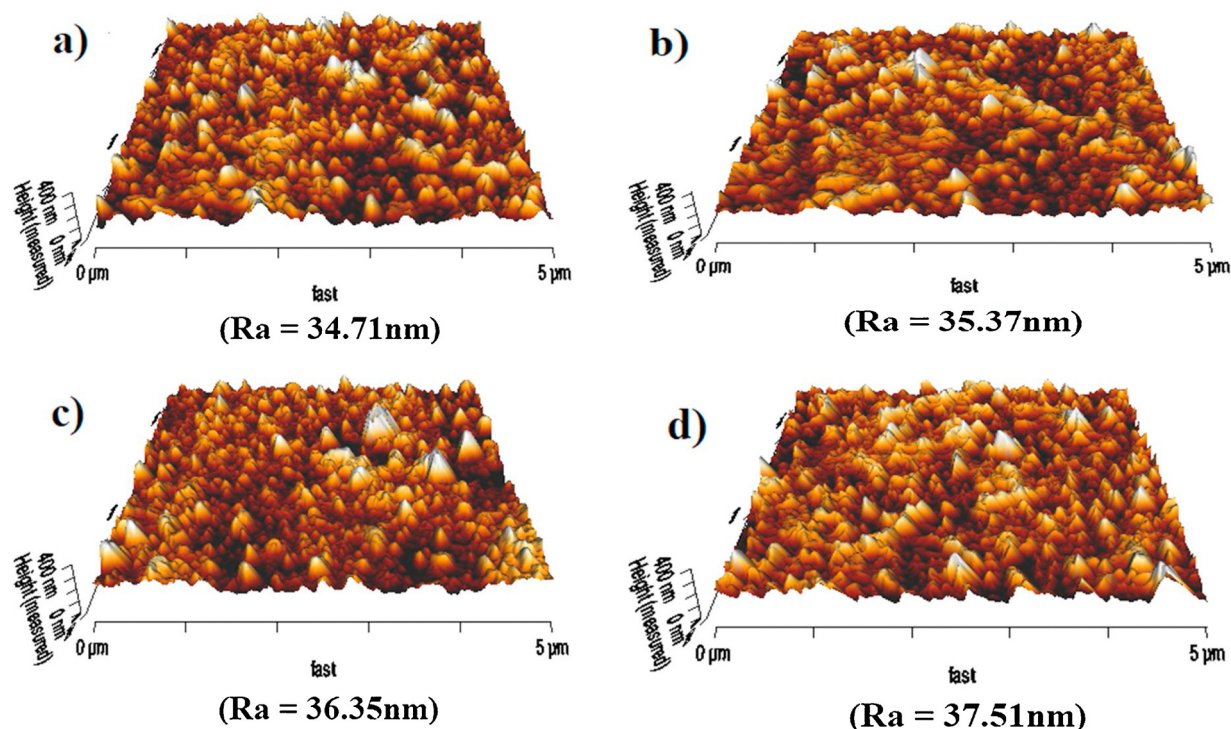 a)
400 nm
0 nm
Height (measured)
0 µm
5 µm
fast
(Ra = 34.71nm)
b)
400 nm
0 nm
Height (measured)
0 µm
5 µm
fast
(Ra = 35.37nm)
c)
400 nm
0 nm
Height (measured)
0 µm
5 µm
fast
(Ra = 36.35nm)
d)
400 nm
0 nm
Height (measured)
0 µm
5 µm
fast
(Ra = 37.51nm)